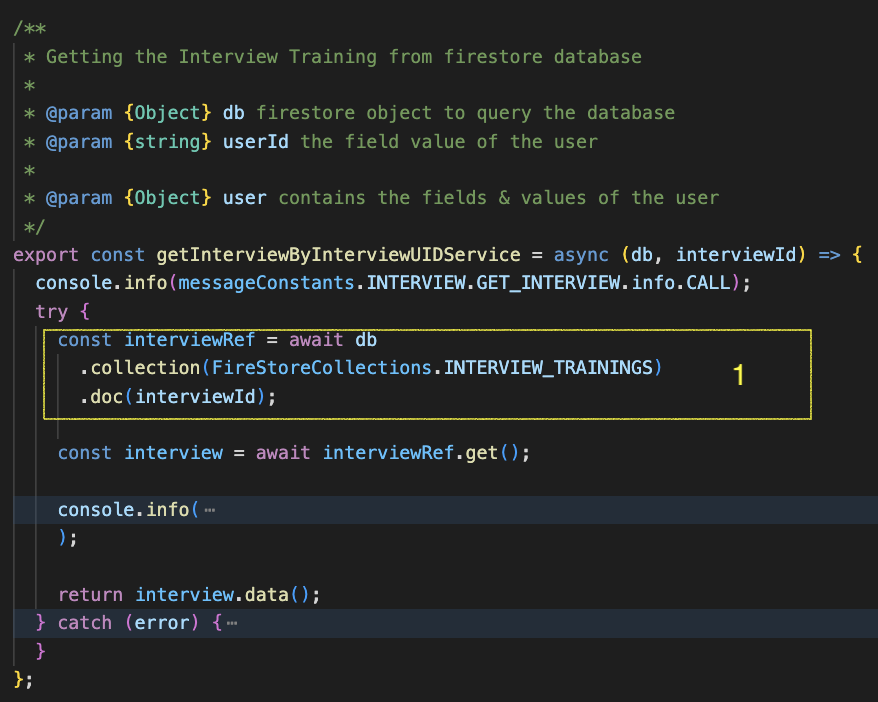 /**
 * Getting the Interview Training from firestore database
 *
 * @param {Object} db firestore object to query the database
 * @param {string} userId the field value of the user
 *
 * @param {Object} user contains the fields & values of the user
 */
export const getInterviewByInterviewUIDService = async (db, interviewId) => {
  console.info(messageConstants.INTERVIEW.GET_INTERVIEW.info.CALL);
  try {
    const interviewRef = await db
      .collection(FireStoreCollections.INTERVIEW_TRAININGS)
1
      .doc(interviewId);
    const interview = await interviewRef.get();
    console.info( ⋯
    );
    return interview.data();
  } catch (error) { ⋯
  }
};